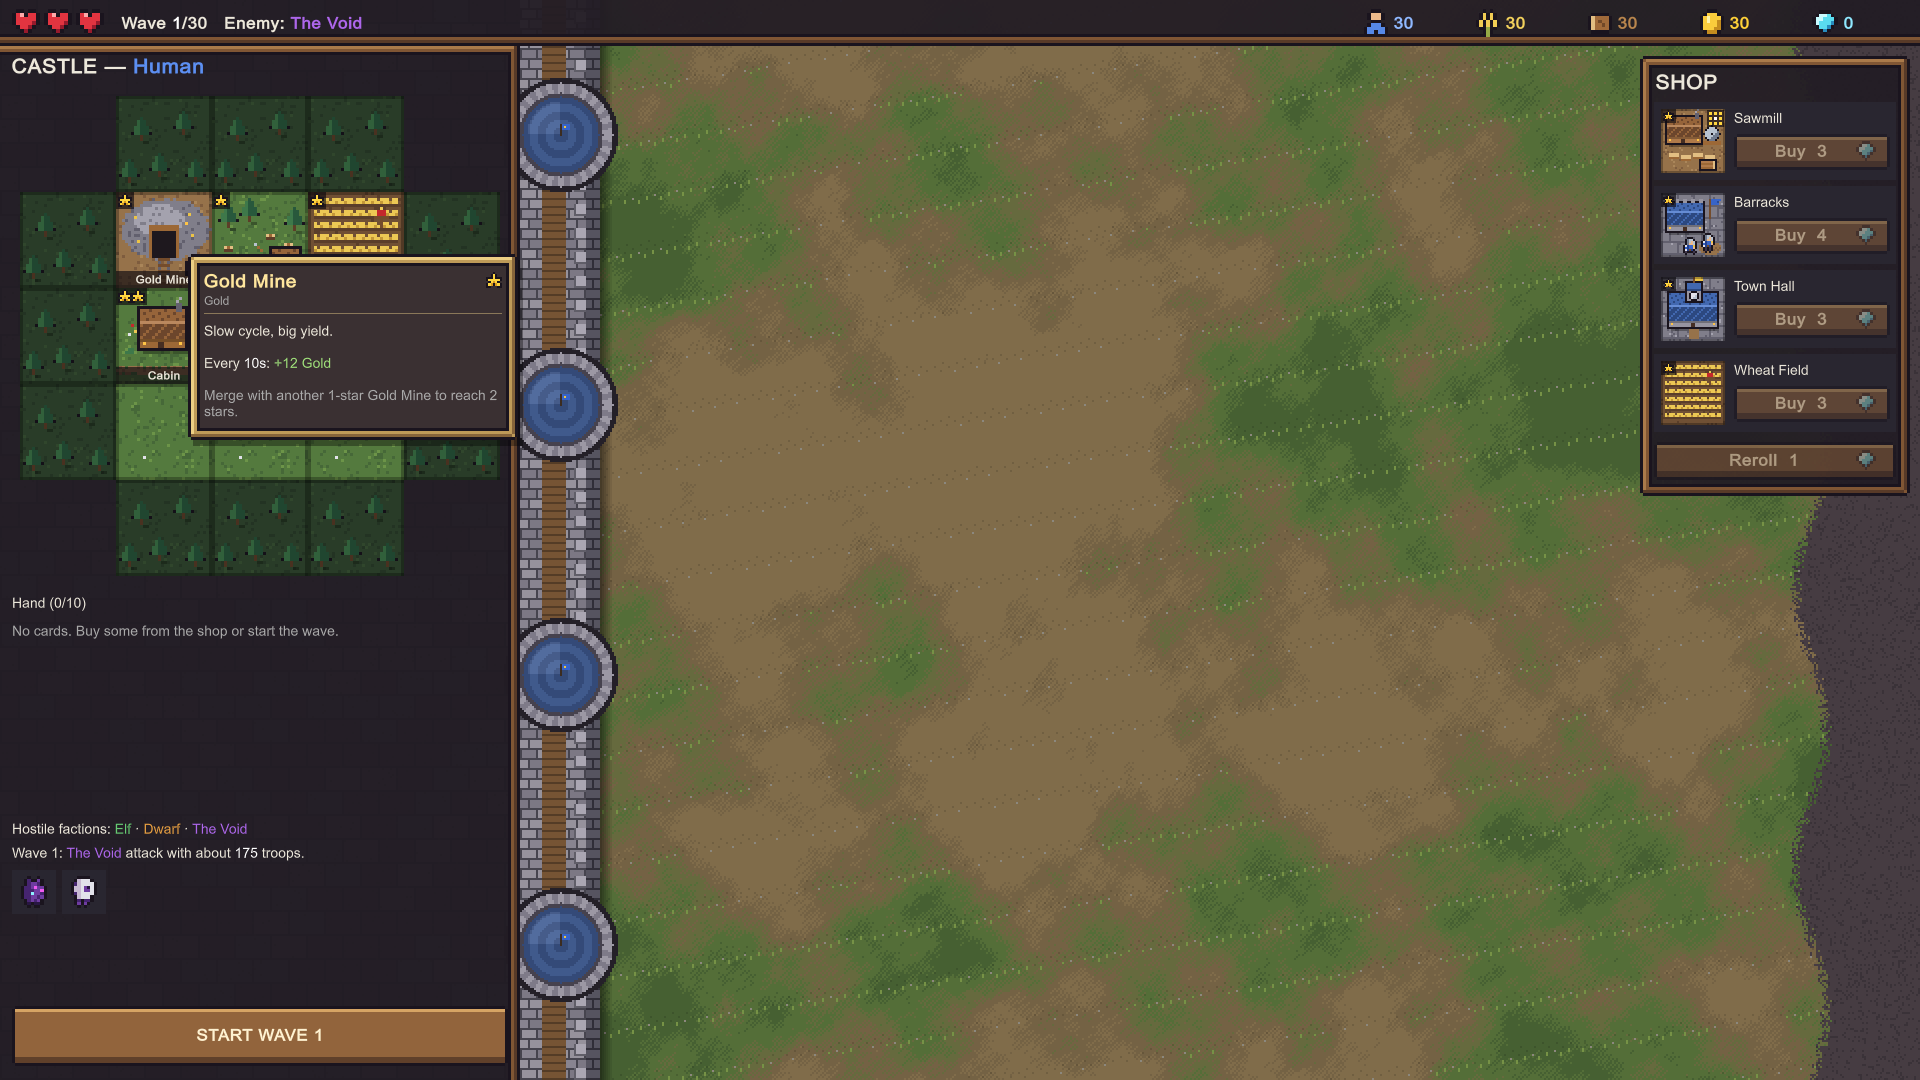 Wave 1/30 Enemy: The Void
30 30 30 30 0
CASTLE — Human
Gold Mine
Cabin
Gold Mine
Gold
Slow cycle, big yield.
Every 10s: +12 Gold
Merge with another 1-star Gold Mine to reach 2
stars.
Hand (0/10)
No cards. Buy some from the shop or start the wave.
Hostile factions: Elf · Dwarf · The Void
Wave 1: The Void attack with about 175 troops.
START WAVE 1
SHOP
Sawmill
Buy 3
Barracks
Buy 4
Town Hall
Buy 3
Wheat Field
Buy 3
Reroll 1